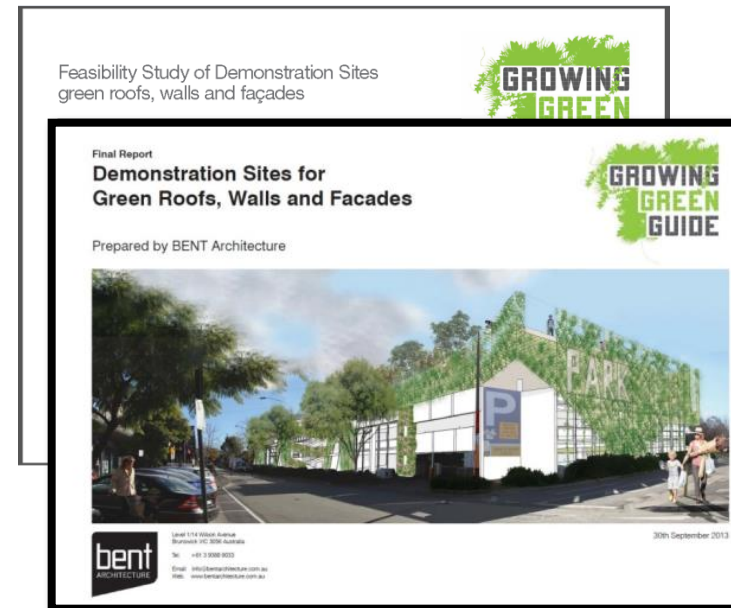 Feasibility Study of Demonstration Sites
green roofs, walls and façades
GROWING
GREEN
Final Report
Demonstration Sites for
Green Roofs, Walls and Facades
GROWING
GREEN
GUIDE
Prepared by BENT Architecture
PARK
P
bent
ARCHITECTURE
Level 1/14 Wilson Avenue
Brunswick VIC 3056 Australia
Tel
Email info@bentarchitecture.com.au
Web www.bentarchitecture.com.au
30th September 2013